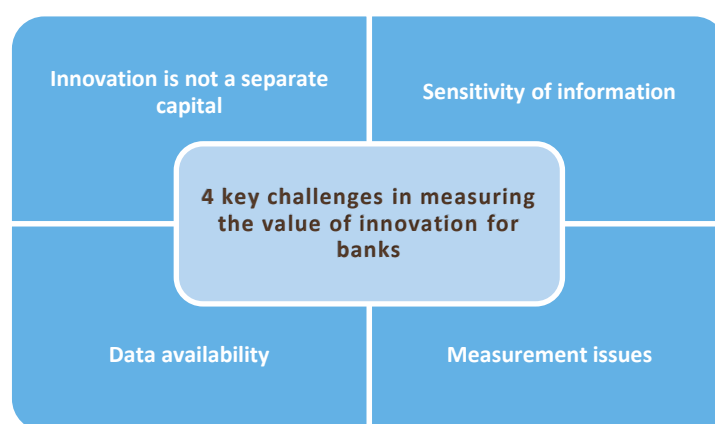 Innovation is not a separate
capital
Sensitivity of information
4 key challenges in measuring
the value of innovation for
banks
Data availability
Measurement issues